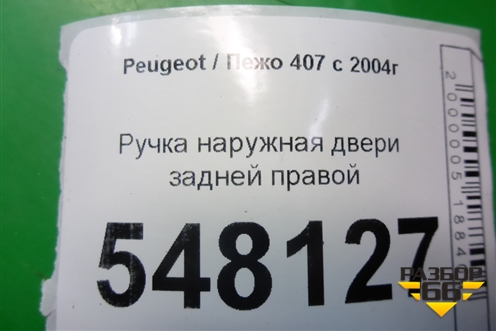 Peugeot / Пежо 407 с 2004г
Ручка наружная двери
задней правой
548127
РАЗБОР
66